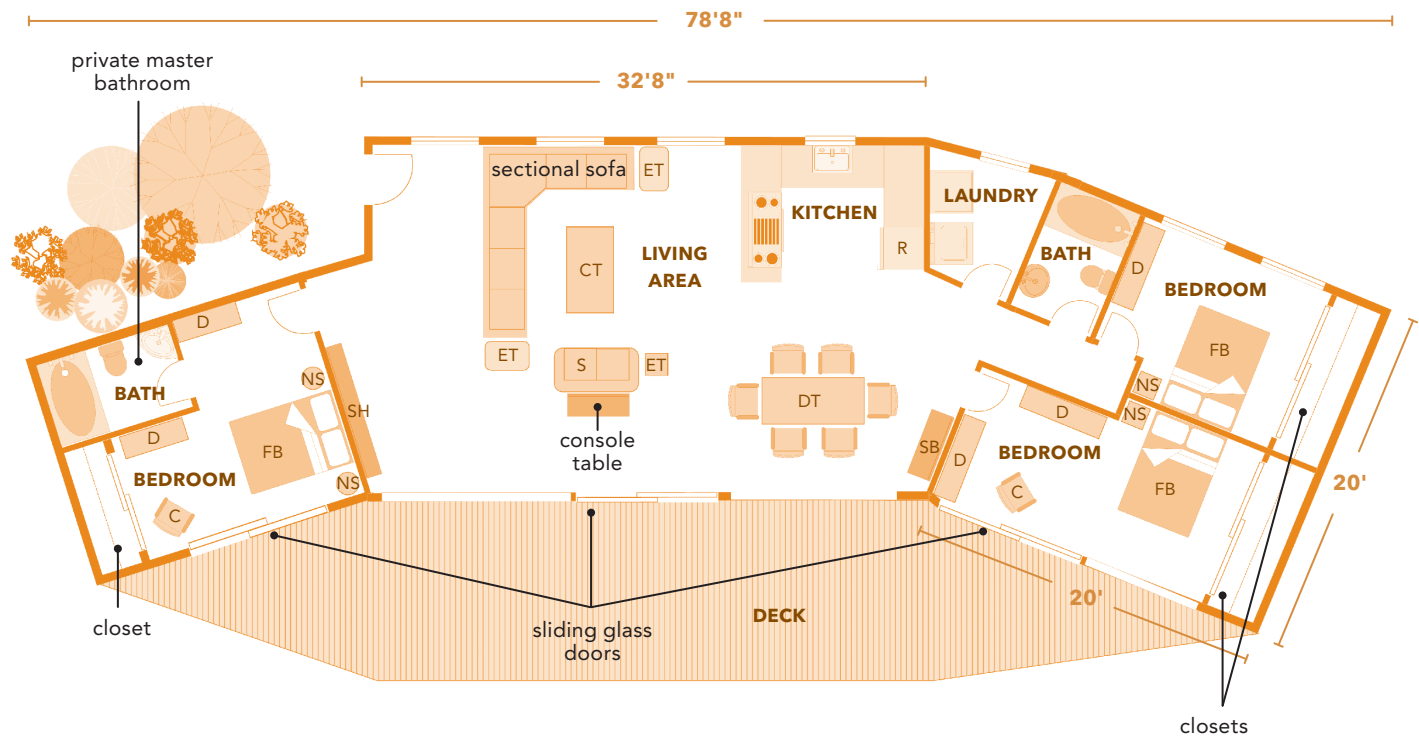 78'8"
private master
bathroom
32'8"
sectional sofa
ET
KITCHEN
LAUNDRY
LIVING
AREA
CT
R
BATH
D
BEDROOM
D
ET
S
ET
FB
NS
BATH
NS
SH
console
table
DT
NS
NS
D
FB
BEDROOM
D
SB
D
BEDROOM
C
FB
NS
C
20'
20'
closet
sliding glass
doors
DECK
closets